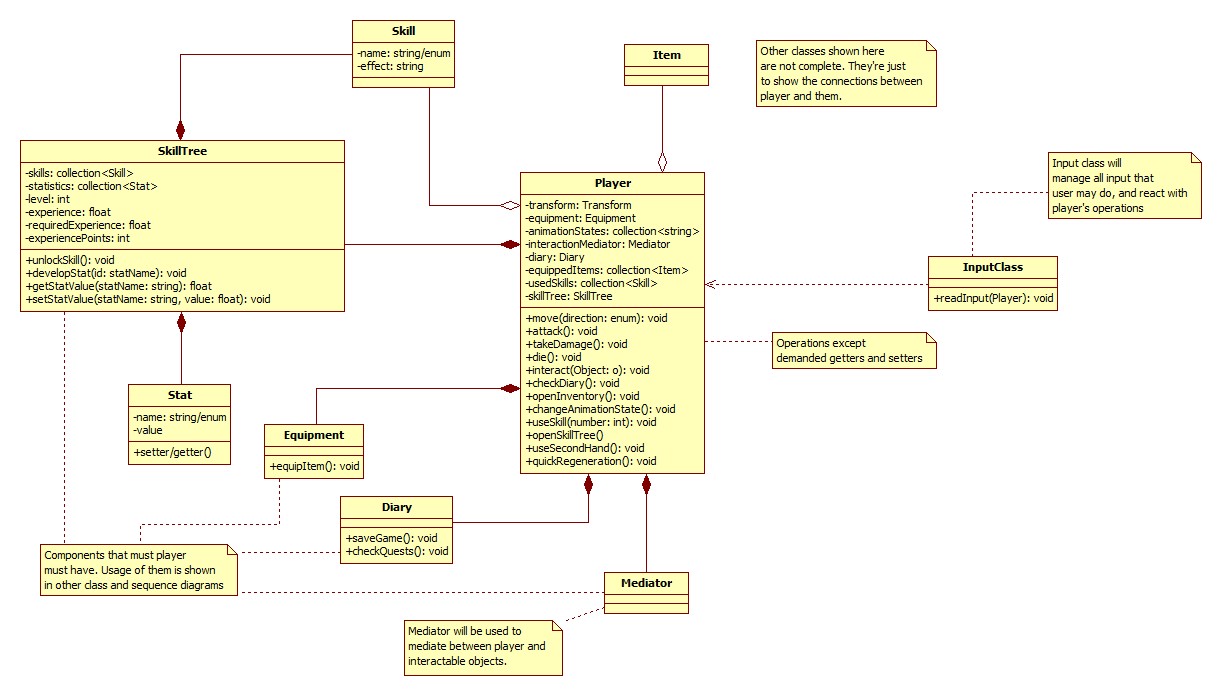 Skill
-name: string/enum
-effect: string
Item
Other classes shown here
are not complete. They're just
to show the connections between
player and them.
SkillTree
-skills: collection<Skill>
-statistics: collection<Stat>
-level: int
-experience: float
-requiredExperience: float
-experiencePoints: int
+unlockSkill(): void
+developStat(id: statName): void
+getStatValue(statName: string): float
+setStatValue(statName: string, value: float): void
Player
-transform: Transform
-equipment: Equipment
-animationStates: collection<string>
-interactionMediator: Mediator
-diary: Diary
-equippedItems: collection<Item>
-usedSkills: collection<Skill>
-skillTree: SkillTree
+move(direction: enum): void
+attack(): void
+takeDamage(): void
+die(): void
+interact(Object: o): void
+checkDiary(): void
+openInventory(): void
+changeAnimationState(): void
+useSkill(number: int): void
+openSkillTree()
+useSecondHand(): void
+quickRegeneration(): void
Input class will
manage all input that
user may do, and react with
player's operations
InputClass
+readInput(Player): void
Operations except
demanded getters and setters
Stat
-name: string/enum
-value
+setter/getter()
Equipment
+equipItem(): void
Diary
+saveGame(): void
+checkQuests(): void
Components that must player
must have. Usage of them is shown
in other class and sequence diagrams
Mediator
Mediator will be used to
mediate between player and
interactable objects.